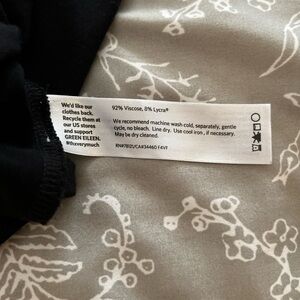 We'd like our
clothes back.
Recycle them at
our US stores
and support
GREEN EILEEN.
#thxverymuch
92% Viscose, 8% Lycra®
We recommend machine wash cold, separately, gentle
cycle, no bleach. Line dry. Use cool iron, if necessary,
or dry cleaned.